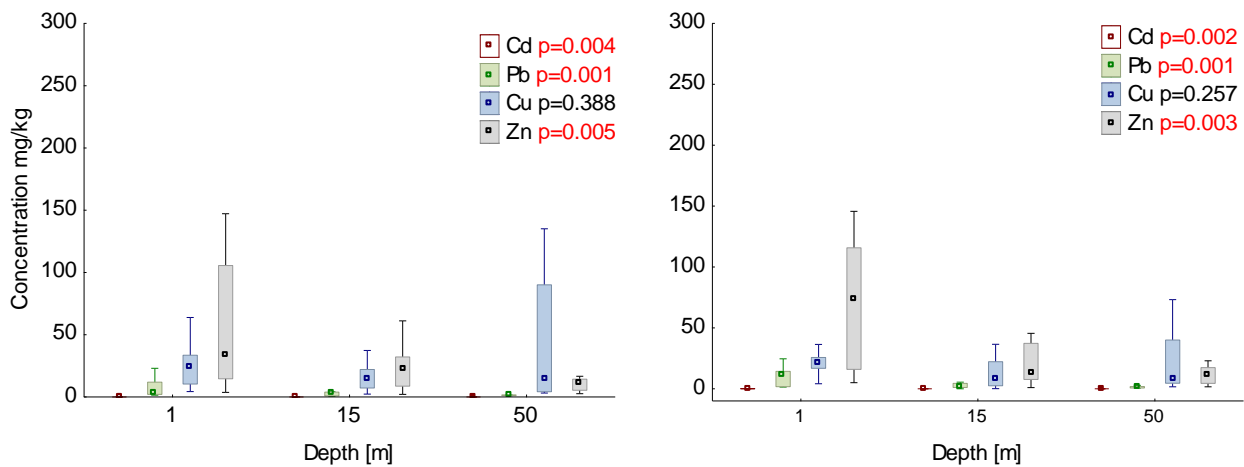 300
250
200
150
100
50
0
Concentration mg/kg
Cd p=0.004
Pb p=0.001
Cu p=0.388
Zn p=0.005
1
15
50
Depth [m]
300
250
200
150
100
50
0
Cd p=0.002
Pb p=0.001
Cu p=0.257
Zn p=0.003
1
15
50
Depth [m]